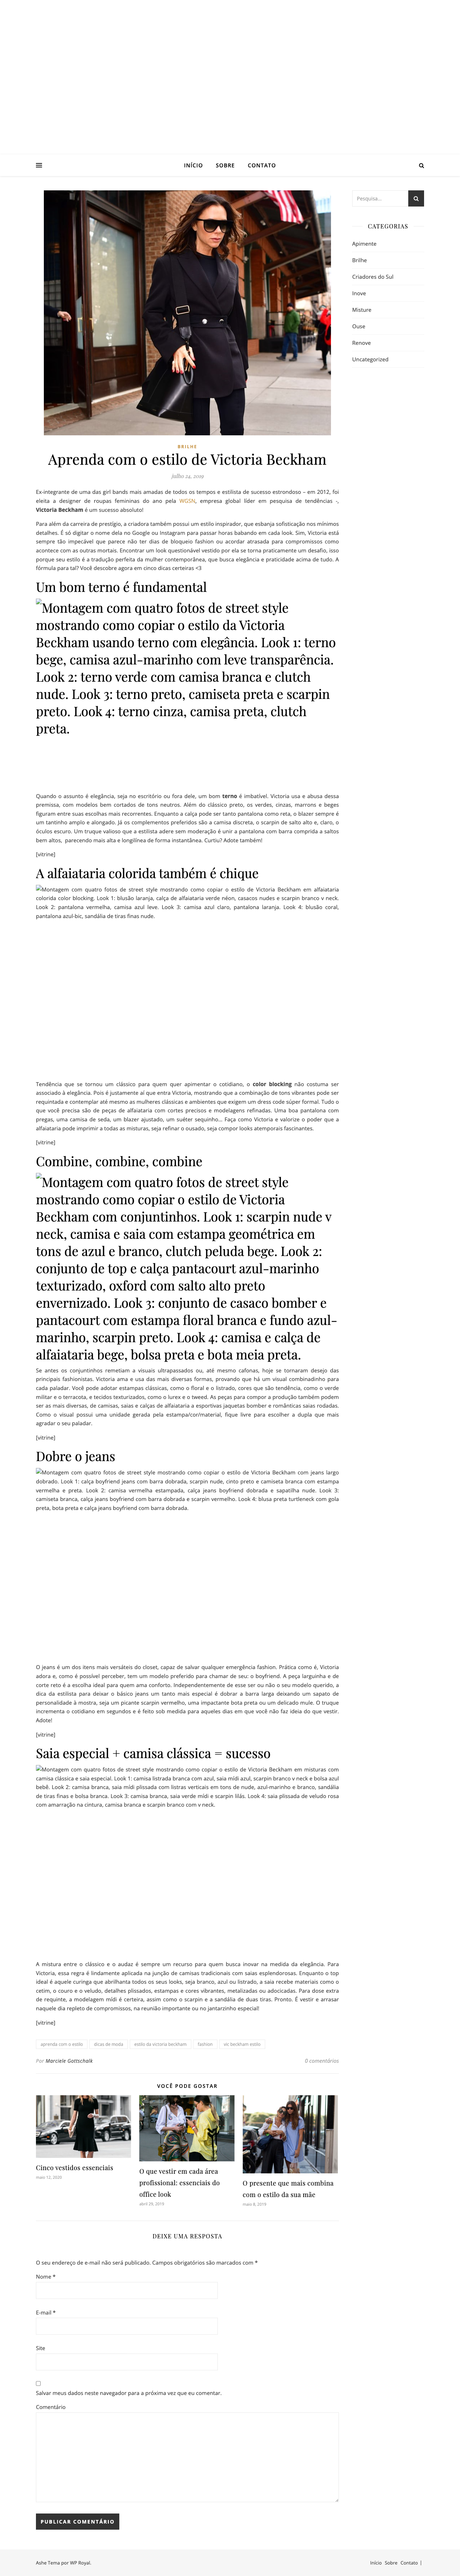 INÍCIO SOBRE CONTATO
Pesquisa...
CATEGORIAS
Apimente
Brilhe
Criadores do Sul
Inove
Misture
Ouse
Renove
Uncategorized
BRILHE
Aprenda com o estilo de Victoria Beckham
julho 24, 2019
Ex-integrante de uma das girl bands mais amadas de todos os tempos e estilista de sucesso estrondoso – em 2012, foi
eleita a designer de roupas femininas do ano pela WGSN, empresa global líder em pesquisa de tendências -,
Victoria Beckham é um sucesso absoluto!
Para além da carreira de prestígio, a criadora também possui um estilo inspirador, que esbanja sofisticação nos mínimos
detalhes. É só digitar o nome dela no Google ou Instagram para passar horas babando em cada look. Sim, Victoria está
sempre tão impecável que parece não ter dias de bloqueio fashion ou acordar atrasada para compromissos como
acontece com as outras mortais. Encontrar um look questionável vestido por ela se torna praticamente um desafio, isso
porque seu estilo é a tradução perfeita da mulher contemporânea, que busca elegância e praticidade acima de tudo. A
fórmula para tal? Você descobre agora em cinco dicas certeiras <3
Um bom terno é fundamental
Montagem com quatro fotos de street style
mostrando como copiar o estilo da Victoria
Beckham usando terno com elegância. Look 1: terno
bege, camisa azul-marinho com leve transparência.
Look 2: terno verde com camisa branca e clutch
nude. Look 3: terno preto, camiseta preta e scarpin
preto. Look 4: terno cinza, camisa preta, clutch
preta.
Quando o assunto é elegância, seja no escritório ou fora dele, um bom terno é imbatível. Victoria usa e abusa dessa
premissa, com modelos bem cortados de tons neutros. Além do clássico preto, os verdes, cinzas, marrons e beges
figuram entre suas escolhas mais recorrentes. Enquanto a calça pode ser tanto pantalona como reta, o blazer sempre é
um tantinho amplo e alongado. Já os complementos preferidos são a camisa discreta, o scarpin de salto alto e, claro, o
óculos escuro. Um truque valioso que a estilista adere sem moderação é unir a pantalona com barra comprida a saltos
bem altos, parecendo mais alta e longilínea de forma instantânea. Curtiu? Adote também!
[vitrine]
A alfaiataria colorida também é chique
Montagem com quatro fotos de street style mostrando como copiar o estilo de Victoria Beckham em alfaiataria
colorida color blocking. Look 1: blusão laranja, calça de alfaiataria verde néon, casacos nudes e scarpin branco v neck.
Look 2: pantalona vermelha, camisa azul leve. Look 3: camisa azul claro, pantalona laranja. Look 4: blusão coral,
pantalona azul-bic, sandália de tiras finas nude.
Tendência que se tornou um clássico para quem quer apimentar o cotidiano, o color blocking não costuma ser
associado à elegância. Pois é justamente aí que entra Victoria, mostrando que a combinação de tons vibrantes pode ser
requintada e contemplar até mesmo as mulheres clássicas e ambientes que exigem um dress code super formal. Tudo o
que você precisa são de peças de alfaiataria com cortes precisos e modelagens refinadas. Uma boa pantalona com
pregas, uma camisa de seda, um blazer ajustado, um suéter sequinho... Faça como Victoria e valorize o poder que a
alfaiataria pode imprimir a todas as misturas, seja refinar o ousado, seja compor looks atemporais fascinantes.
[vitrine]
Combine, combine, combine
Montagem com quatro fotos de street style
mostrando como copiar o estilo de Victoria
Beckham com conjuntinhos. Look 1: scarpin nude v
neck, camisa e saia com estampa geométrica em
tons de azul e branco, clutch peluda bege. Look 2:
conjunto de top e calça pantacourt azul-marinho
texturizado, oxford com salto alto preto
envernizado. Look 3: conjunto de casaco bomber e
pantacourt com estampa floral branca e fundo azul-
marinho, scarpin preto. Look 4: camisa e calça de
alfaiataria bege, bolsa preta e bota meia preta.
Se antes os conjuntinhos remetiam a visuais ultrapassados ou, até mesmo cafonas, hoje se tornaram desejo das
principais fashionistas. Victoria ama e usa das mais diversas formas, provando que há um visual combinadinho para
cada paladar. Você pode adotar estampas clássicas, como o floral e o listrado, cores que são tendência, como o verde
militar e o terracota, e tecidos texturizados, como o lurex e o tweed. As peças para compor a produção também podem
ser as mais diversas, de camisas, saias e calças de alfaiataria a esportivas jaquetas bomber e românticas saias rodadas.
Como o visual possui uma unidade gerada pela estampa/cor/material, fique livre para escolher a dupla que mais
agradar o seu paladar.
[vitrine]
Dobre o jeans
Montagem com quatro fotos de street style mostrando como copiar o estilo de Victoria Beckham com jeans largo
dobrado. Look 1: calça boyfriend jeans com barra dobrada, scarpin nude, cinto preto e camiseta branca com estampa
vermelha e preta. Look 2: camisa vermelha estampada, calça jeans boyfriend dobrada e sapatilha nude. Look 3:
camiseta branca, calça jeans boyfriend com barra dobrada e scarpin vermelho. Look 4: blusa preta turtleneck com gola
preta, bota preta e calça jeans boyfriend com barra dobrada.
O jeans é um dos itens mais versáteis do closet, capaz de salvar qualquer emergência fashion. Prática como é, Victoria
adora e, como é possível perceber, tem um modelo preferido para chamar de seu: o boyfriend. A peça larguinha e de
corte reto é a escolha ideal para quem ama conforto. Independentemente de esse ser ou não o seu modelo querido, a
dica da estilista para deixar o básico jeans um tanto mais especial é dobrar a barra larga deixando um sapato de
personalidade à mostra, seja um picante scarpin vermelho, uma impactante bota preta ou um delicado mule. O truque
incrementa o cotidiano em segundos e é feito sob medida para aqueles dias em que você não faz ideia do que vestir.
Adote!
[vitrine]
Saia especial + camisa clássica = sucesso
Montagem com quatro fotos de street style mostrando como copiar o estilo de Victoria Beckham em misturas com
camisa clássica e saia especial. Look 1: camisa listrada branca com azul, saia mídi azul, scarpin branco v neck e bolsa azul
bebê. Look 2: camisa branca, saia mídi plissada com listras verticais em tons de nude, azul-marinho e branco, sandália
de tiras finas e bolsa branca. Look 3: camisa branca, saia verde mídi e scarpin lilás. Look 4: saia plissada de veludo rosa
com amarração na cintura, camisa branca e scarpin branco com v neck.
A mistura entre o clássico e o audaz é sempre um recurso para quem busca inovar na medida da elegância. Para
Victoria, essa regra é lindamente aplicada na junção de camisas tradicionais com saias esplendorosas. Enquanto o top
ideal é aquele curinga que abrilhanta todos os seus looks, seja branco, azul ou listrado, a saia recebe materiais como o
cetim, o couro e o veludo, detalhes plissados, estampas e cores vibrantes, metalizadas ou adocicadas. Para dose extra
de requinte, a modelagem mídi é certeira, assim como o scarpin e a sandália de duas tiras. Pronto. É vestir e arrasar
naquele dia repleto de compromissos, na reunião importante ou no jantarzinho especial!
[vitrine]
aprenda com o estilo dicas de moda estilo da victoria beckham Fashion vic beckham estilo
Por Marciele Gottschalk 0 comentários
VOCÊ PODE GOSTAR
Cinco vestidos essenciais
maio 12, 2020
O que vestir em cada área
profissional: essenciais do
office look
abril 29, 2019
O presente que mais combina
com o estilo da sua mãe
maio 8, 2019
DEIXE UMA RESPOSTA
O seu endereço de e-mail não será publicado. Campos obrigatórios são marcados com *
Nome *
E-mail *
Site
Salvar meus dados neste navegador para a próxima vez que eu comentar.
Comentário
PUBLICAR COMENTÁRIO
Ashe Tema por WP Royal.
Início Sobre Contato |